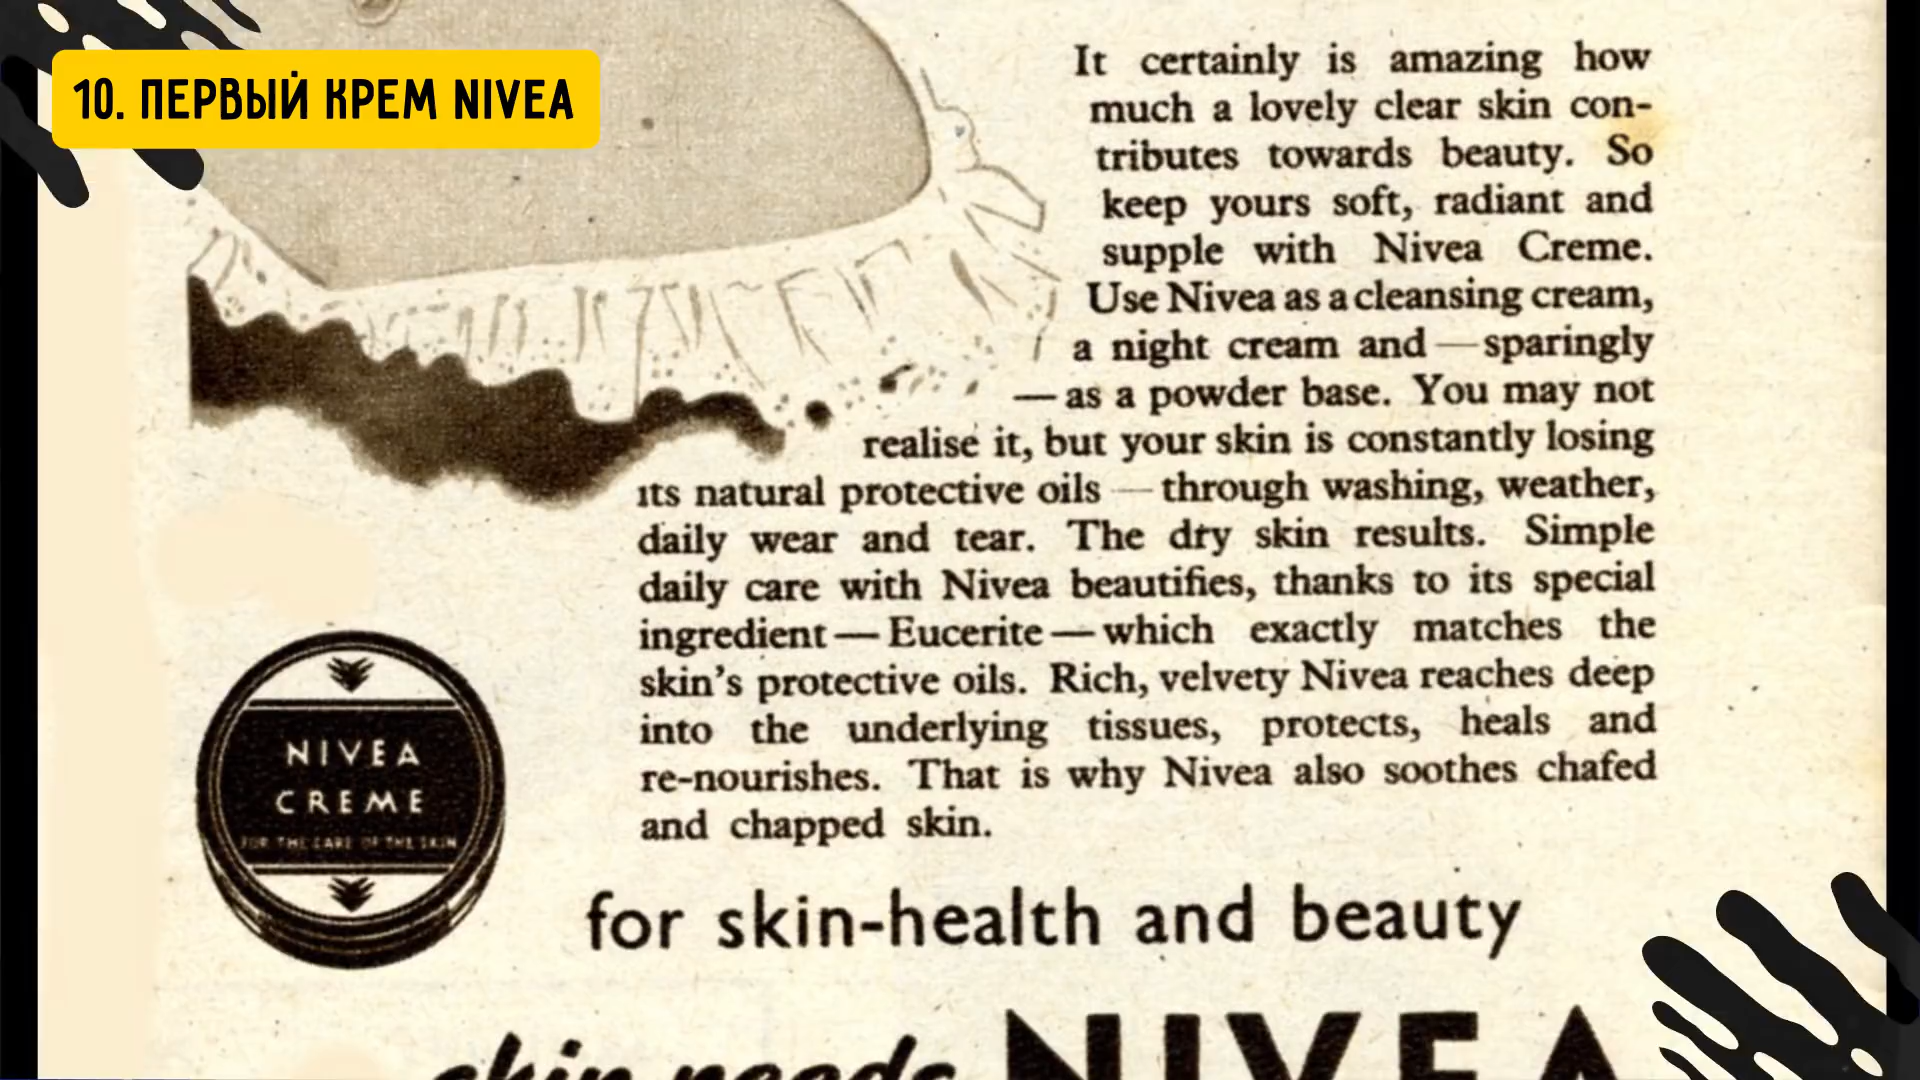 10. ПЕРВЫЙ КРЕМ NIVEA
It certainly is amazing how
much a lovely clear skin con-
tributes towards beauty. So
keep yours soft, radiant and
supple with Nivea Creme.
Use Nivea as a cleansing cream,
a night cream and — sparingly
— as a powder base. You may not
realise it, but your skin is constantly losing
its natural protective oils — through washing, weather,
daily wear and tear. The dry skin results. Simple
daily care with Nivea beautifies, thanks to its special
ingredient — Eucerite — which exactly matches the
skin's protective oils. Rich, velvety Nivea reaches deep
into the underlying tissues, protects, heals and
re-nourishes. That is why Nivea also soothes chafed
and chapped skin.
NIVEA
CREME
FOR THE CARE OF THE SKIN
for skin-health and beauty
skin needs NIVEA